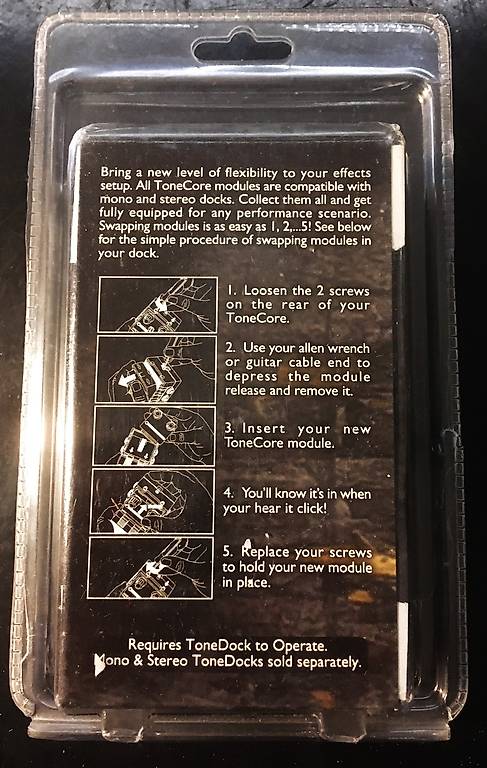 Bring a new level of flexibility to your effects
setup. All ToneCore modules are compatible with
mono and stereo docks. Collect them all and get
fully equipped for any performance scenario.
Swapping modules is as easy as 1, 2,...5! See below
for the simple procedure of swapping modules in
your dock.
1. Loosen the 2 screws
on the rear of your
ToneCore.
2. Use your allen wrench
or guitar cable end to
depress the module
release and remove it.
3. Insert your new
ToneCore module.
4. You'll know it's in when
your hear it click!
5. Replace your screws
to hold your new module
in place.
Requires ToneDock to Operate.
Mono & Stereo ToneDocks sold separately.